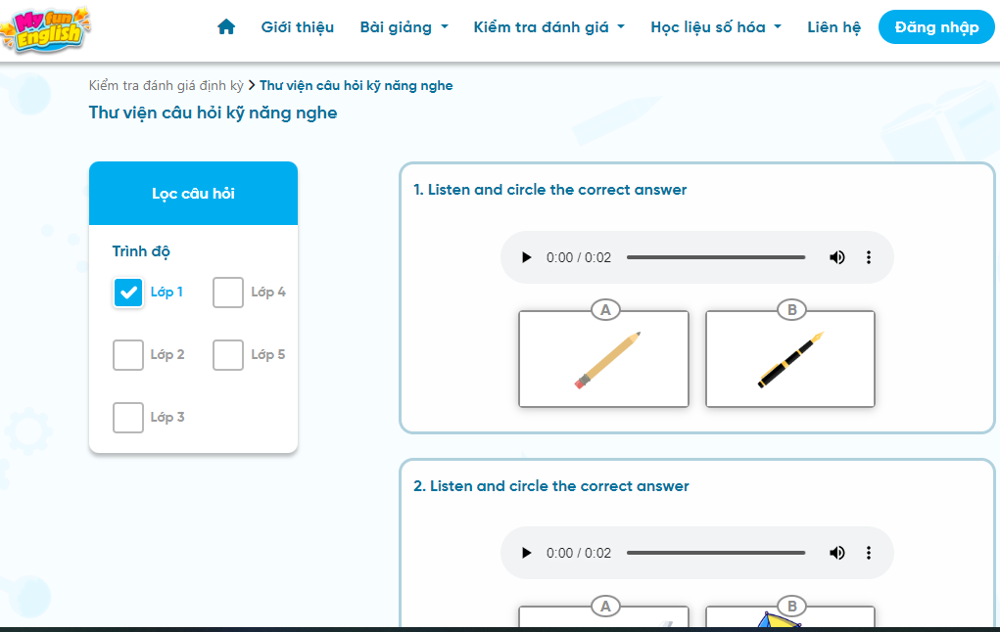 My fun English
Giới thiệu
Bài giảng
Kiểm tra đánh giá
Học liệu số hóa
Liên hệ
Đăng nhập
Kiểm tra đánh giá định kỳ
Thư viện câu hỏi kỹ năng nghe
Thư viện câu hỏi kỹ năng nghe
Lọc câu hỏi
Trình độ
Lớp 1
Lớp 4
Lớp 2
Lớp 5
Lớp 3
1. Listen and circle the correct answer
0:00 / 0:02
A
B
2. Listen and circle the correct answer
0:00 / 0:02
A
B